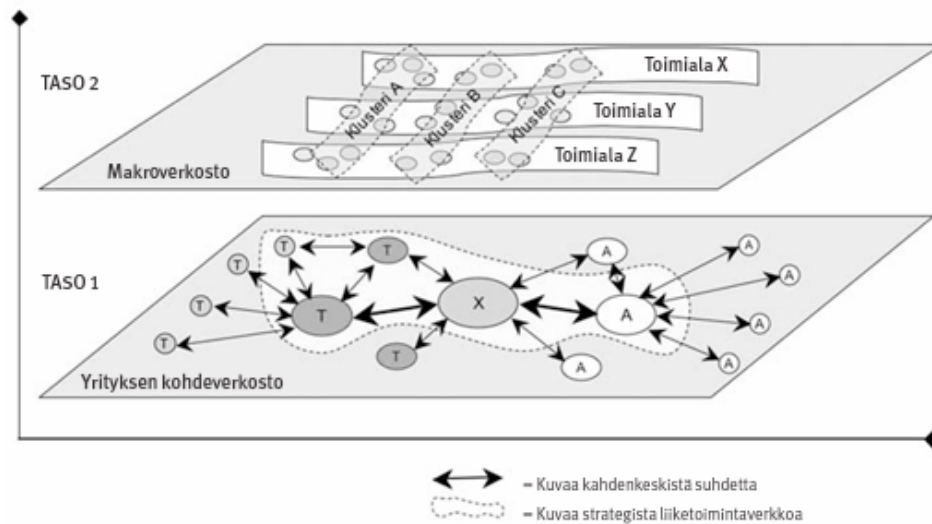 TAsO 2
Toimiala X
Toimiala Y
Toimiala Z
Klusteri A
Klusteri B
Klusteri C
Makroverkosto
TAsO 1
T
T
T
T
T
T
T
X
A
A
A
A
A
A
A
Yrityksen kohdeverkosto
= Kuvaa kahdenkeskistä suhdetta
= Kuvaa strategista liiketoimintaverkkoa